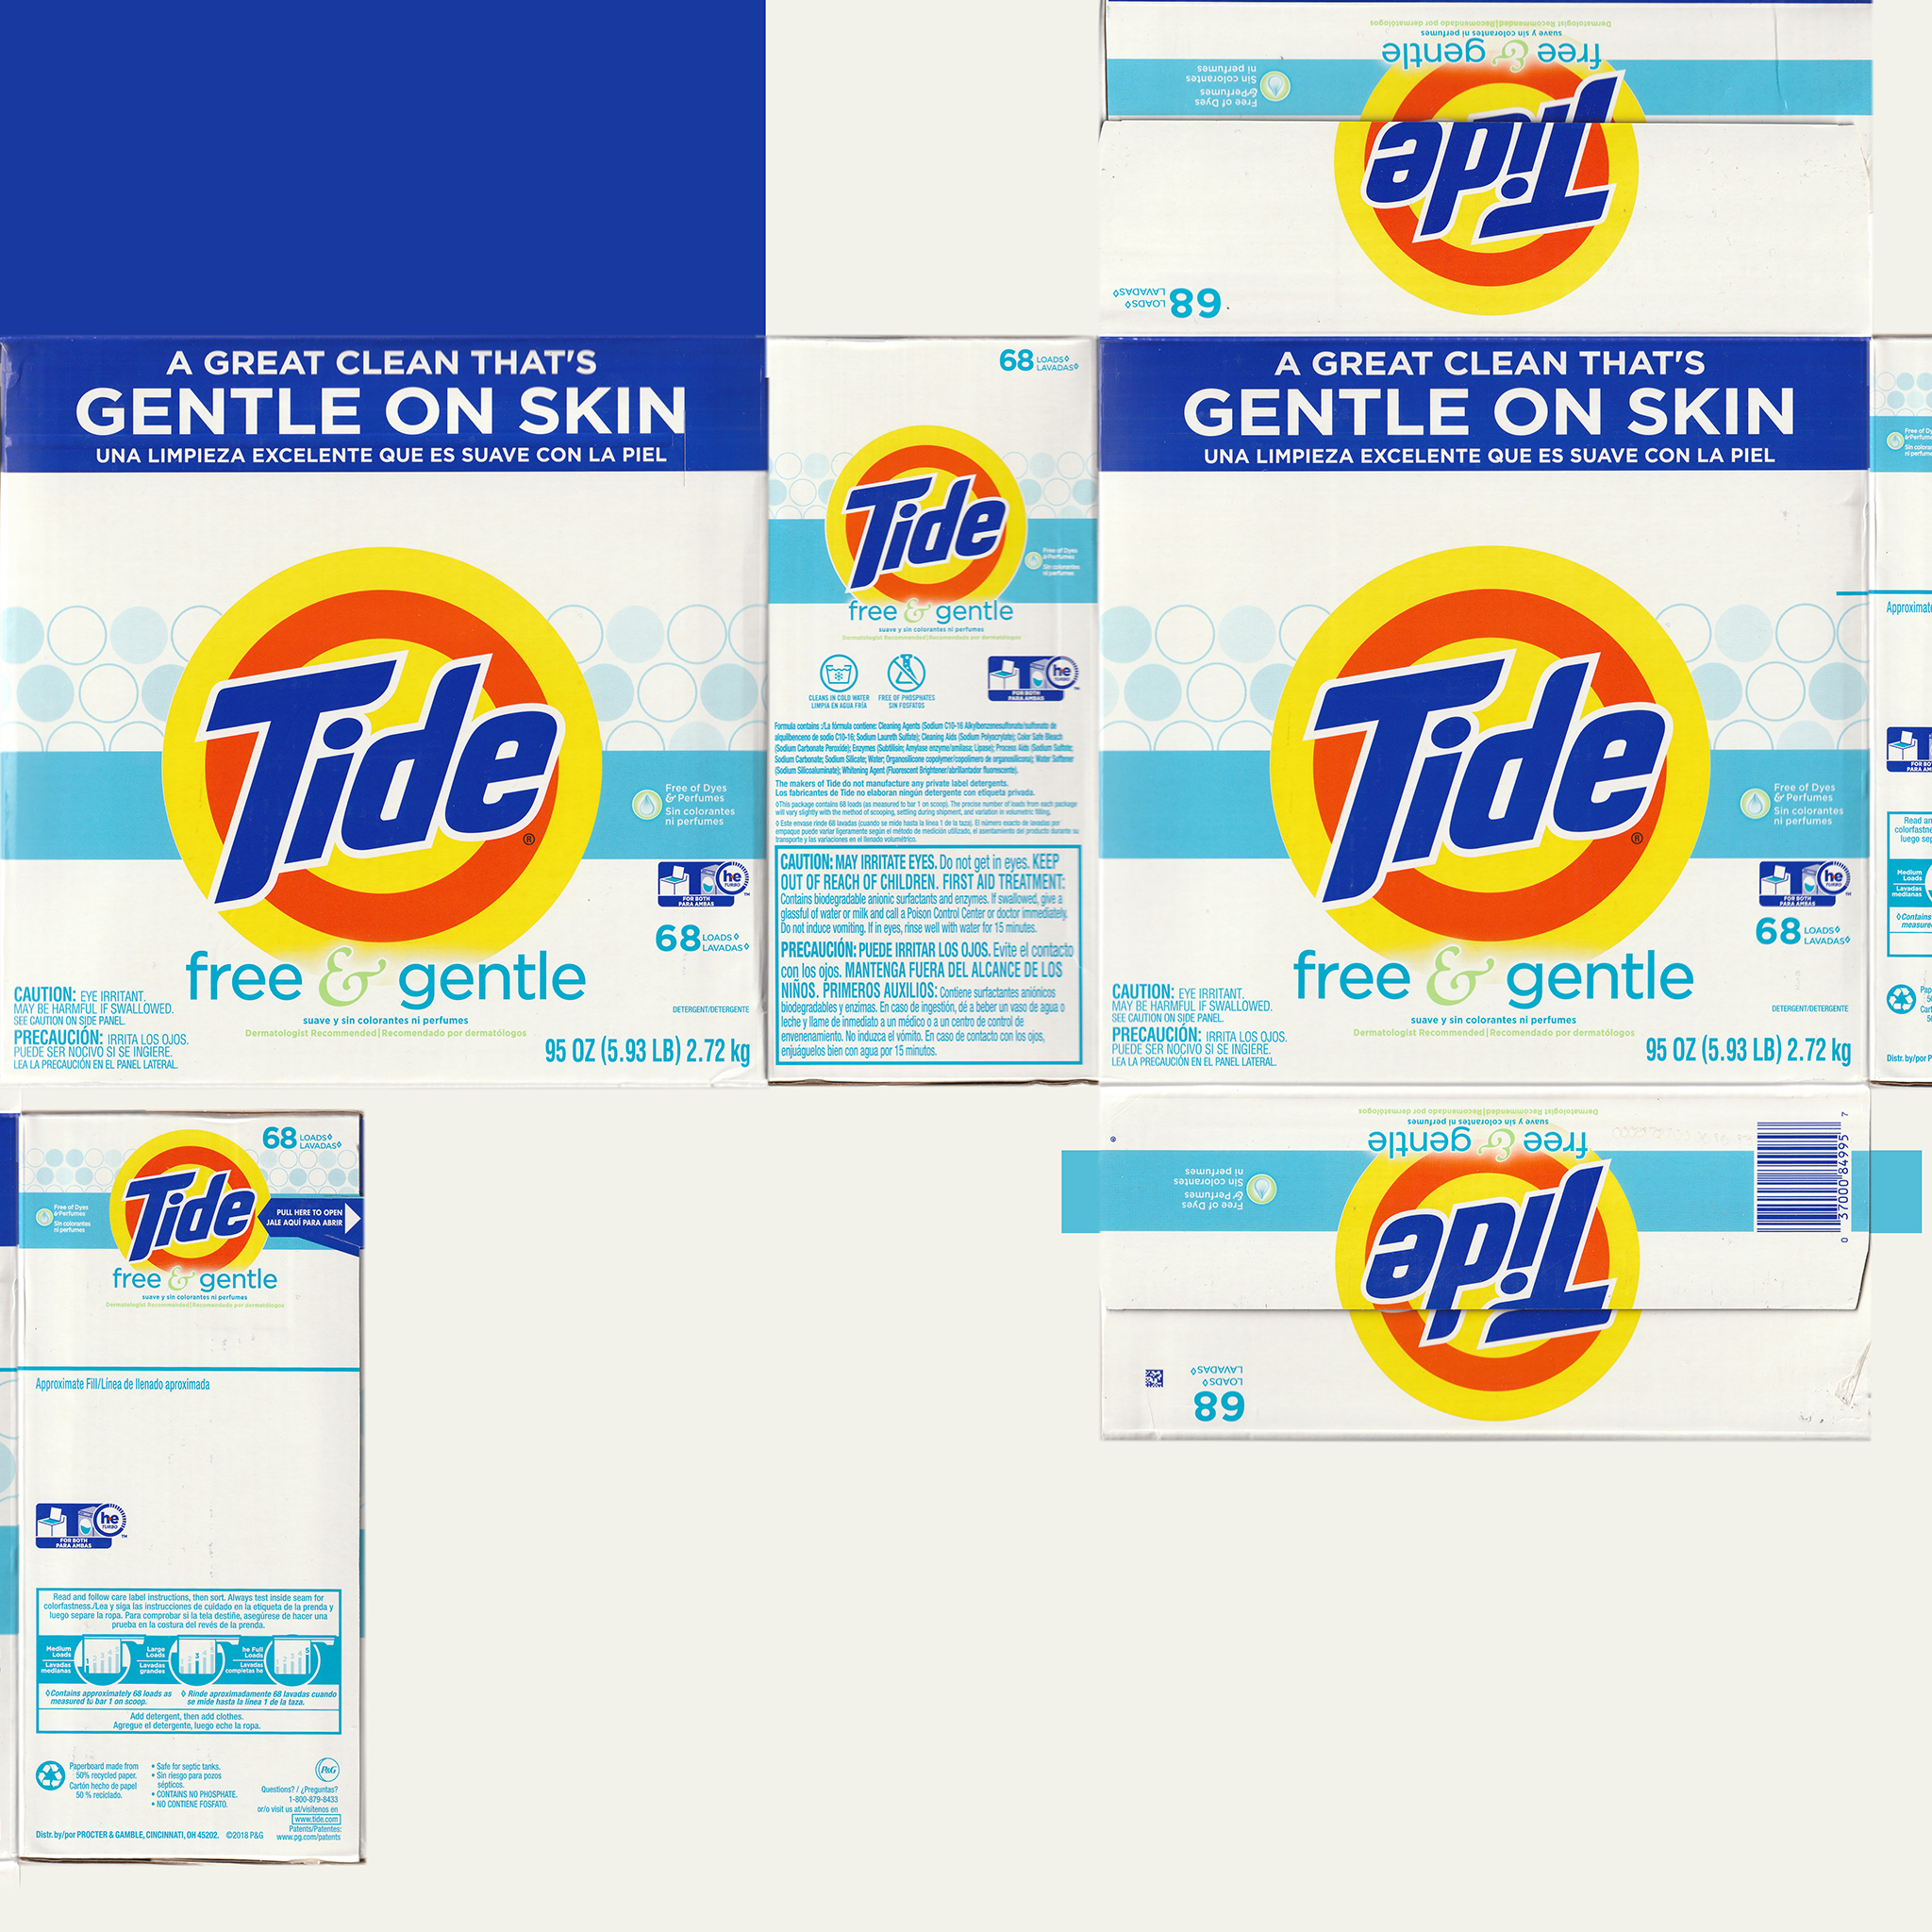 Dermatologist Recommended|Recomendado por dermatólogos
suave y sin colorantes ni perfumes
free & gentle
Free of Dyes
& Perfumes
Sin colorantes
ni perfumes
Tide
68 LOADS◊
LAVADAS◊
A GREAT CLEAN THAT'S
GENTLE ON SKIN
UNA LIMPIEZA EXCELENTE QUE ES SUAVE CON LA PIEL
Tide®
Free of Dyes
& Perfumes
Sin colorantes
ni perfumes
he
TURBO
FOR BOTH
PARA AMBAS
™
68 LOADS◊
LAVADAS◊
free & gentle
suave y sin colorantes ni perfumes
Dermatologist Recommended|Recomendado por dermatólogos
CAUTION: EYE IRRITANT.
MAY BE HARMFUL IF SWALLOWED.
SEE CAUTION ON SIDE PANEL.
PRECAUCIÓN: IRRITA LOS OJOS.
PUEDE SER NOCIVO SI SE INGIERE.
LEA LA PRECAUCIÓN EN EL PANEL LATERAL.
DETERGENT/DETERGENTE
95 OZ (5.93 LB) 2.72 kg
68 LOADS◊
LAVADAS◊
Tide
Free of Dyes
& Perfumes
Sin colorantes
ni perfumes
free & gentle
suave y sin colorantes ni perfumes
Dermatologist Recommended|Recomendado por dermatólogos
CLEANS IN COLD WATER
LIMPIA EN AGUA FRÍA
FREE OF PHOSPHATES
SIN FOSFATOS
he
TURBO
FOR BOTH
PARA AMBAS
™
Formula contains :/La fórmula contiene: Cleaning Agents (Sodium C10-16 Alkylbenzenesulfonate/sulfonato de
alquilbenceno de sodio C10-16; Sodium Laureth Sulfate); Cleaning Aids (Sodium Polyacrylate); Color Safe Bleach
(Sodium Carbonate Peroxide); Enzymes (Subtilisin; Amylase enzyme/amilasa; Lipase); Process Aids (Sodium Sulfate;
Sodium Carbonate; Sodium Silicate; Water; Organosilicone copolymer/copolímero de organosilicona); Water Softener
(Sodium Silicoaluminate); Whitening Agent (Fluorescent Brightener/abrillantador fluorescente).
The makers of Tide do not manufacture any private label detergents.
Los fabricantes de Tide no elaboran ningún detergente con etiqueta privada.
◊This package contains 68 loads (as measured to bar 1 on scoop). The precise number of loads from each package
will vary slightly with the method of scooping, settling during shipment, and variation in volumetric filling.
◊ Este envase rinde 68 lavadas (cuando se mide hasta la línea 1 de la taza). El número exacto de lavadas por
empaque puede variar ligeramente según el método de medición utilizado, el asentamiento del producto durante su
transporte y las variaciones en el llenado volumétrico.
CAUTION: MAY IRRITATE EYES. Do not get in eyes. KEEP
OUT OF REACH OF CHILDREN. FIRST AID TREATMENT:
Contains biodegradable anionic surfactants and enzymes. If swallowed, give a
glassful of water or milk and call a Poison Control Center or doctor immediately.
Do not induce vomiting. If in eyes, rinse well with water for 15 minutes.
PRECAUCIÓN: PUEDE IRRITAR LOS OJOS. Evite el contacto
con los ojos. MANTENGA FUERA DEL ALCANCE DE LOS
NIÑOS. PRIMEROS AUXILIOS: Contiene surfactantes aniónicos
biodegradables y enzimas. En caso de ingestión, dé a beber un vaso de agua o
leche y llame de inmediato a un médico o a un centro de control de
envenenamiento. No induzca el vómito. En caso de contacto con los ojos,
enjuáguelos bien con agua por 15 minutos.
A GREAT CLEAN THAT'S
GENTLE ON SKIN
UNA LIMPIEZA EXCELENTE QUE ES SUAVE CON LA PIEL
Tide®
Free of Dyes
& Perfumes
Sin colorantes
ni perfumes
he
TURBO
FOR BOTH
PARA AMBAS
™
68 LOADS◊
LAVADAS◊
free & gentle
suave y sin colorantes ni perfumes
Dermatologist Recommended|Recomendado por dermatólogos
CAUTION: EYE IRRITANT.
MAY BE HARMFUL IF SWALLOWED.
SEE CAUTION ON SIDE PANEL.
PRECAUCIÓN: IRRITA LOS OJOS.
PUEDE SER NOCIVO SI SE INGIERE.
LEA LA PRECAUCIÓN EN EL PANEL LATERAL.
DETERGENT/DETERGENTE
95 OZ (5.93 LB) 2.72 kg
Free of
Sin
ni
Medium
Loads
Lavadas
medianas
Distr. by/por
68 LOADS◊
LAVADAS◊
Tide
Free of Dyes
& Perfumes
Sin colorantes
ni perfumes
PULL HERE TO OPEN
JALE AQUÍ PARA ABRIR
free & gentle
suave y sin colorantes ni perfumes
Dermatologist Recommended|Recomendado por dermatólogos
Approximate Fill/Línea de llenado aproximada
he
TURBO
FOR BOTH
PARA AMBAS
™
Read and follow care label instructions, then sort. Always test inside seam for
colorfastness./Lea y siga las instrucciones de cuidado en la etiqueta de la prenda y
luego separe la ropa. Para comprobar si la tela destiñe, asegúrese de hacer una
prueba en la costura del revés de la prenda.
Medium
Loads
Lavadas
medianas
1
Large
Loads
Lavadas
grandes
3
he Full
Loads
Lavadas
completas he
5
◊Contains approximately 68 loads as
measured to bar 1 on scoop.
◊ Rinde aproximadamente 68 lavadas cuando
se mide hasta la línea 1 de la taza.
Add detergent, then add clothes.
Agregue el detergente, luego eche la ropa.
Paperboard made from
50% recycled paper.
Cartón hecho de papel
50 % reciclado.
• Safe for septic tanks.
• Sin riesgo para pozos
sépticos.
• CONTAINS NO PHOSPHATE.
• NO CONTIENE FOSFATO.
P&G
Questions? / ¿Preguntas?
1-800-879-8433
or/o visit us at/visítenos en
www.tide.com
Patents/Patentes:
www.pg.com/patents
Distr. by/por PROCTER & GAMBLE, CINCINNATI, OH 45202. ©2018 P&G
Dermatologist Recommended|Recomendado por dermatólogos
suave y sin colorantes ni perfumes
free & gentle
Free of Dyes
& Perfumes
Sin colorantes
ni perfumes
Tide
0 37000 84995 7
68 LOADS◊
LAVADAS◊